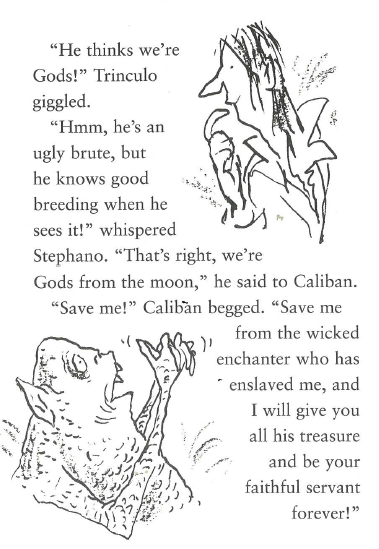 "He thinks we're
Gods!" Trinculo
giggled.
"Hmm, he's an
ugly brute, but
he knows good
breeding when he
sees it!" whispered
Stephano. "That's right, we're
Gods from the moon," he said to Caliban.
"Save me!" Caliban begged. "Save me
from the wicked
enchanter who has
enslaved me, and
I will give you
all his treasure
and be your
faithful servant
forever!"